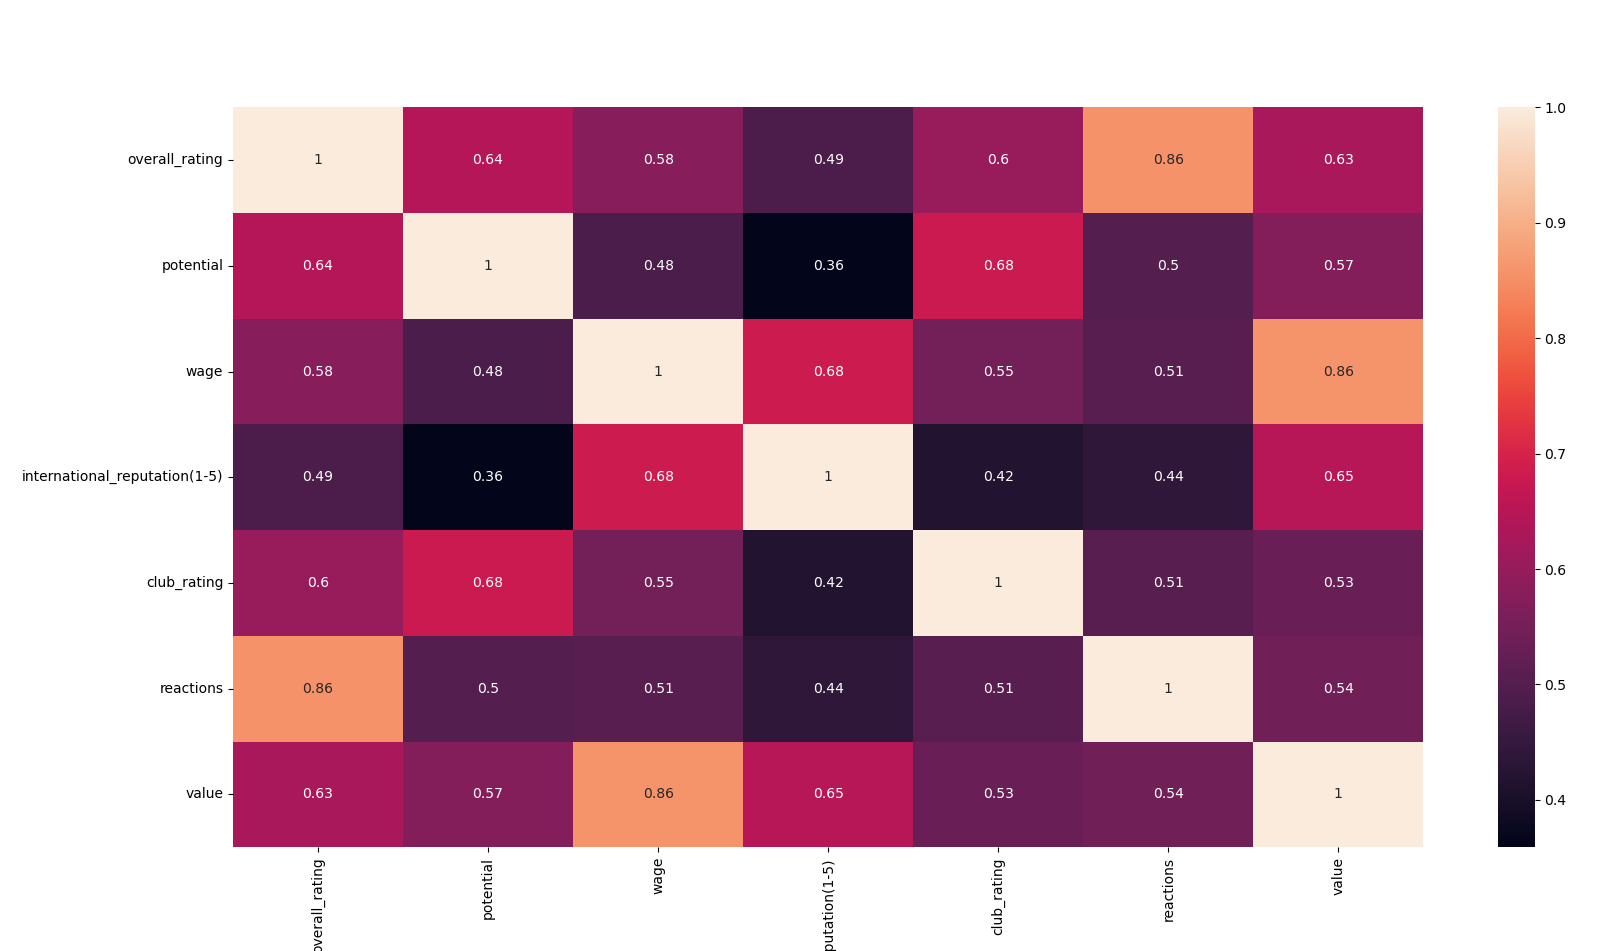 overall_rating 1 0.64 0.58 0.49 0.6 0.86 0.63
potential 0.64 1 0.48 0.36 0.68 0.5 0.57
wage 0.58 0.48 1 0.68 0.55 0.51 0.86
international_reputation(1-5) 0.49 0.36 0.68 1 0.42 0.44 0.65
club_rating 0.6 0.68 0.55 0.42 1 0.51 0.53
reactions 0.86 0.5 0.51 0.44 0.51 1 0.54
value 0.63 0.57 0.86 0.65 0.53 0.54 1
overall_rating
potential
wage
putation(1-5)
club_rating
reactions
value
1.0
0.9
0.8
0.7
0.6
0.5
0.4